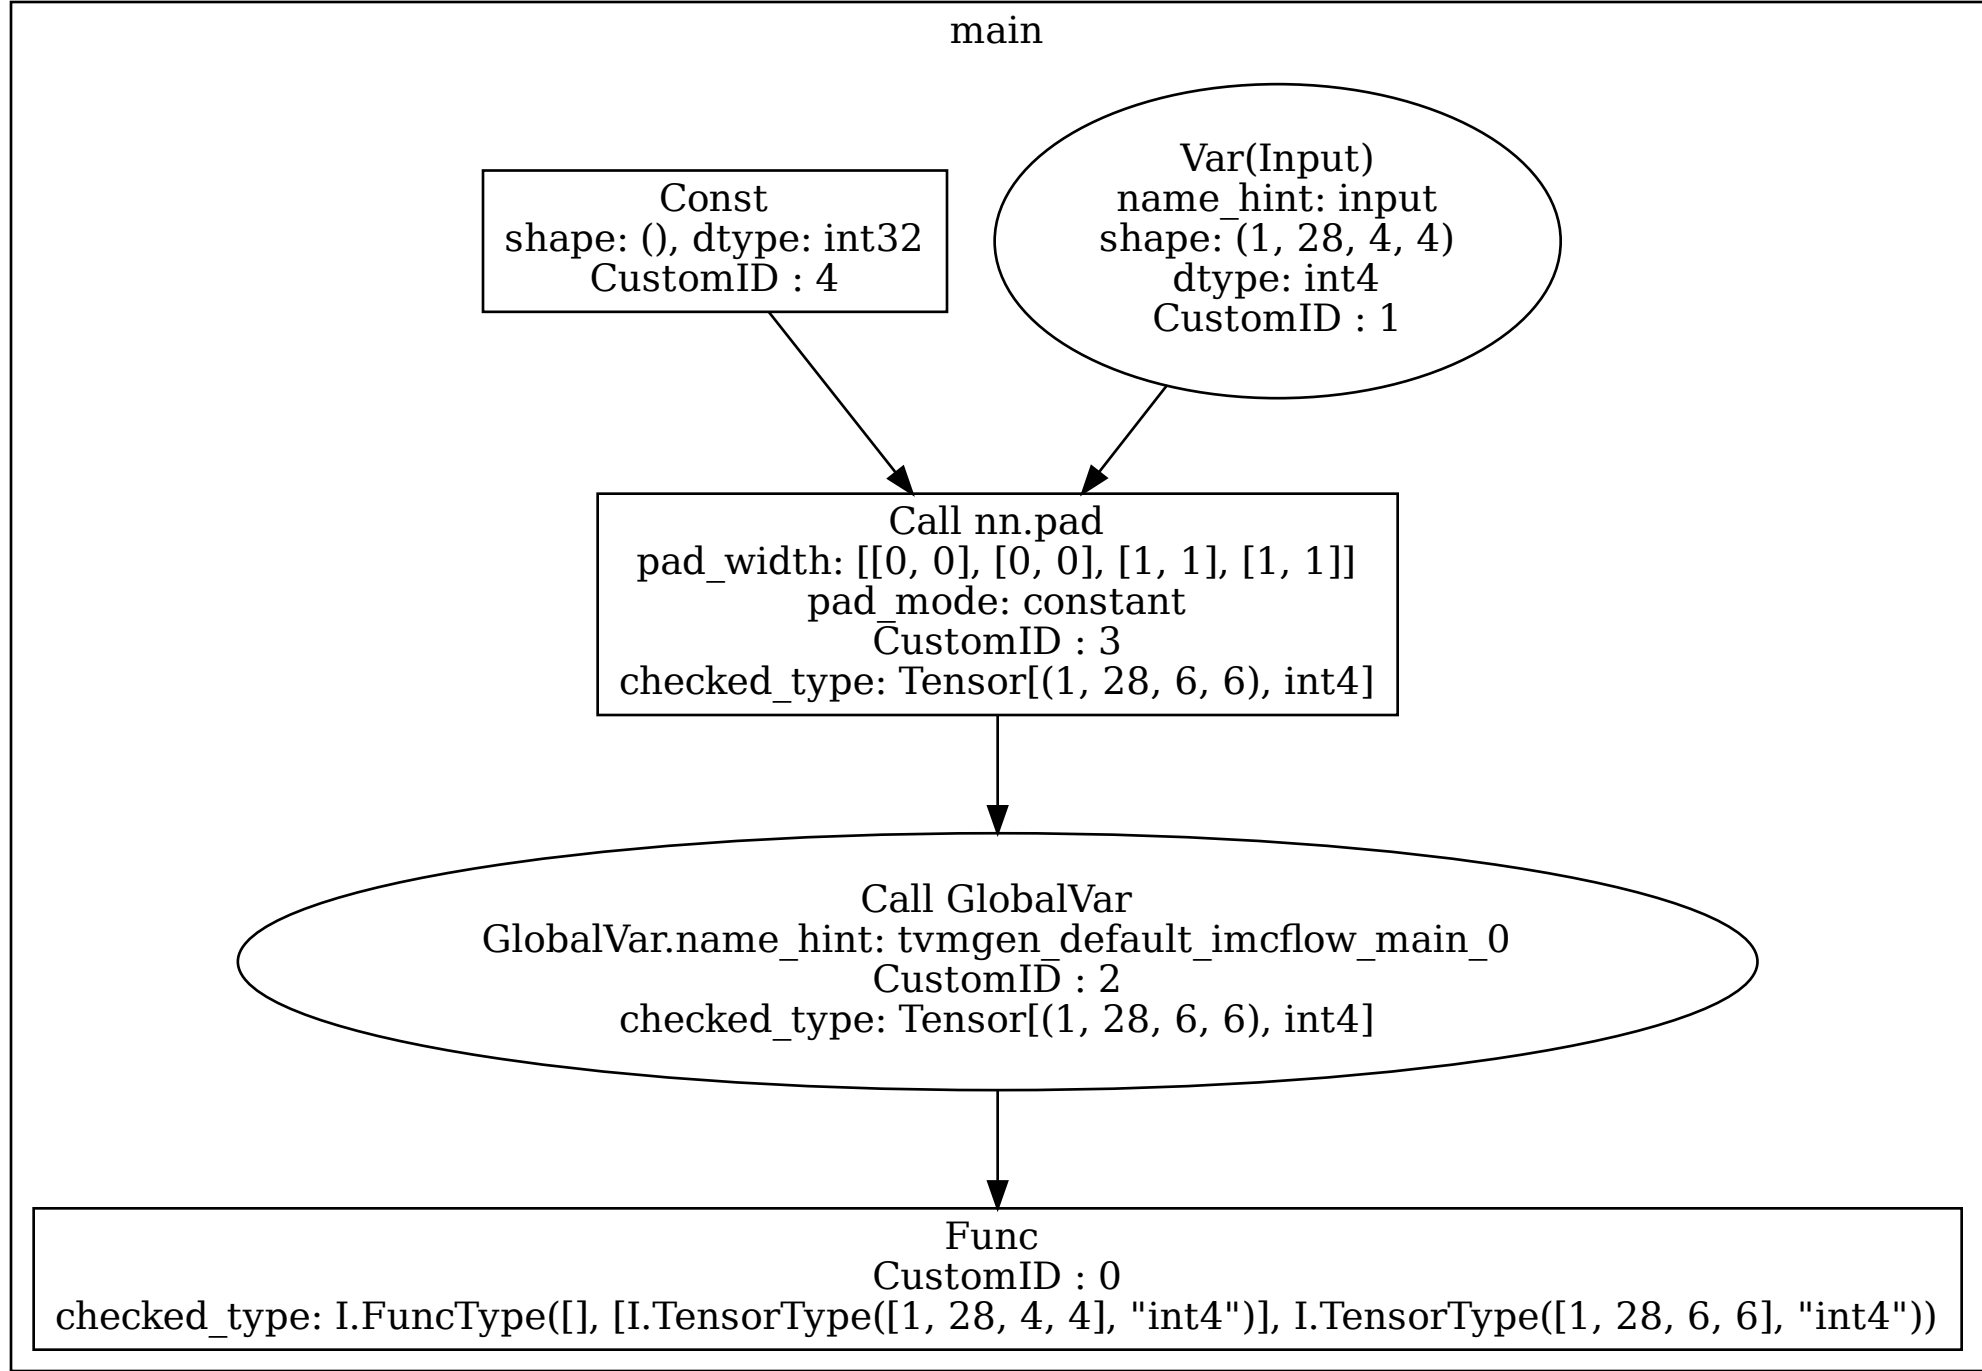 main
Const
shape: (), dtype: int32
CustomID : 4
Var(Input)
name_hint: input
shape: (1, 28, 4, 4)
dtype: int4
CustomID : 1
Call nn.pad
pad_width: [[0, 0], [0, 0], [1, 1], [1, 1]]
pad_mode: constant
CustomID : 3
checked_type: Tensor[(1, 28, 6, 6), int4]
Call GlobalVar
GlobalVar.name_hint: tvmgen_default_imcflow_main_0
CustomID : 2
checked_type: Tensor[(1, 28, 6, 6), int4]
Func
CustomID : 0
checked_type: I.FuncType([], [I.TensorType([1, 28, 4, 4], "int4")], I.TensorType([1, 28, 6, 6], "int4"))